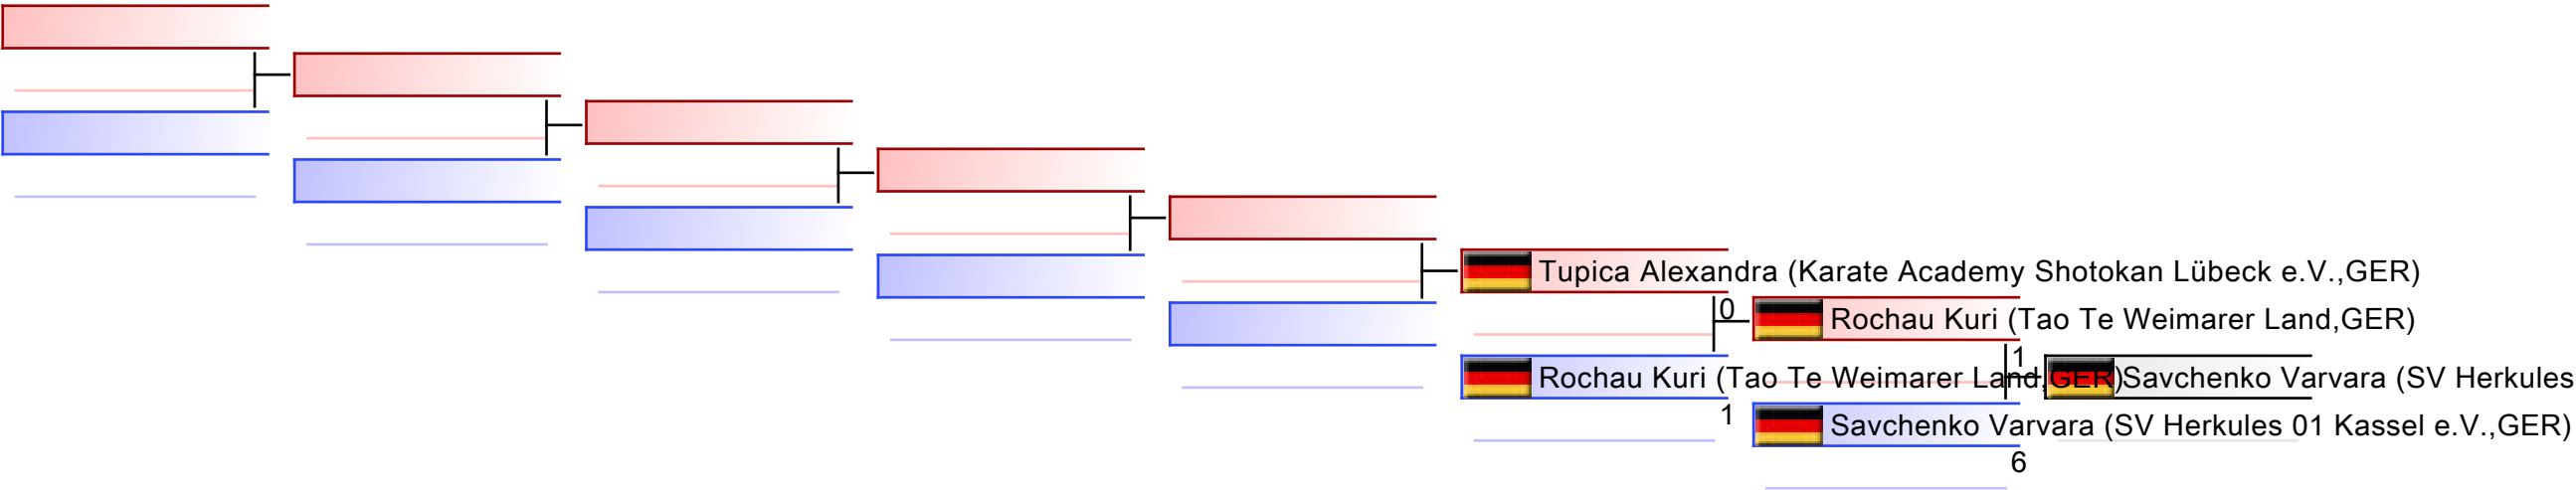 Tupica Alexandra (Karate Academy Shotokan Lübeck e.V.,GER)
0
Rochau Kuri (Tao Te Weimarer Land,GER)
1
Rochau Kuri (Tao Te Weimarer Land,GER)
Savchenko Varvara (SV Herkules
1
Savchenko Varvara (SV Herkules 01 Kassel e.V.,GER)
6